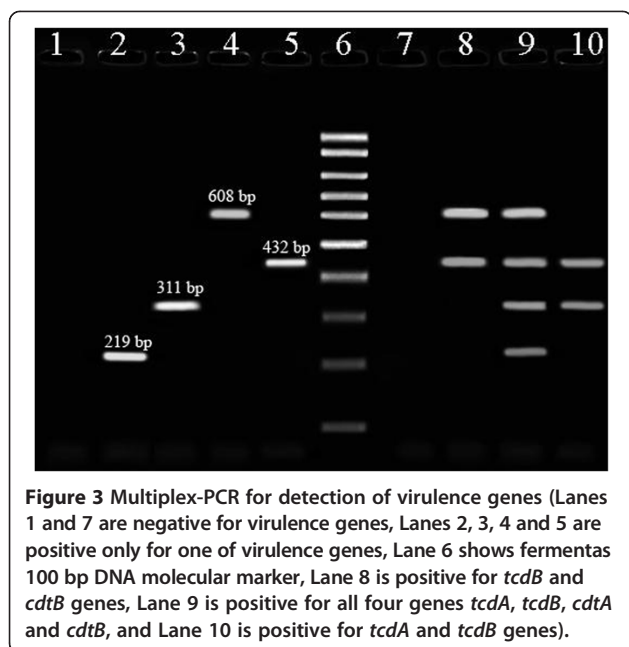 1 2 3 4 5 6 7 8 9 10
608 bp
432 bp
311 bp
219 bp
Figure 3 Multiplex-PCR for detection of virulence genes (Lanes
1 and 7 are negative for virulence genes, Lanes 2, 3, 4 and 5 are
positive only for one of virulence genes, Lane 6 shows fermentas
100 bp DNA molecular marker, Lane 8 is positive for tcdB and
cdtB genes, Lane 9 is positive for all four genes tcdA, tcdB, cdtA
and cdtB, and Lane 10 is positive for tcdA and tcdB genes).